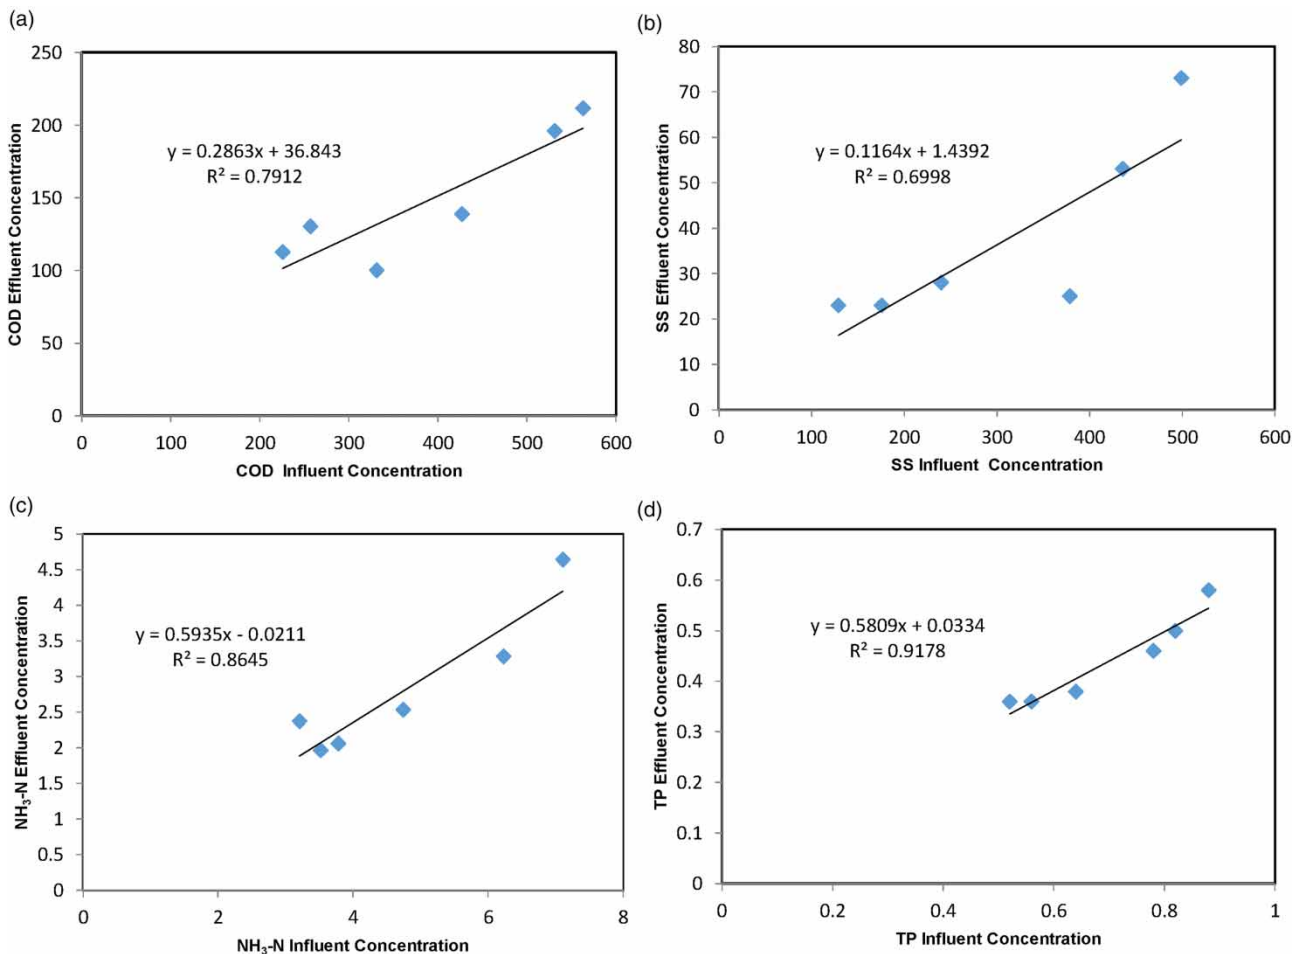 (a)
250
200
150
100
50
0
COD Effluent Concentration
y = 0.2863x + 36.843
R² = 0.7912
0 100 200 300 400 500 600
COD Influent Concentration
(b)
80
70
60
50
40
30
20
10
0
SS Effluent Concentration
y = 0.1164x + 1.4392
R² = 0.6998
0 100 200 300 400 500 600
SS Influent Concentration
(c)
5
4.5
4
3.5
3
2.5
2
1.5
1
0.5
0
NH₃-N Effluent Concentration
y = 0.5935x - 0.0211
R² = 0.8645
0 2 4 6 8
NH₃-N Influent Concentration
(d)
0.7
0.6
0.5
0.4
0.3
0.2
0.1
0
TP Effluent Concentration
y = 0.5809x + 0.0334
R² = 0.9178
0 0.2 0.4 0.6 0.8 1
TP Influent Concentration